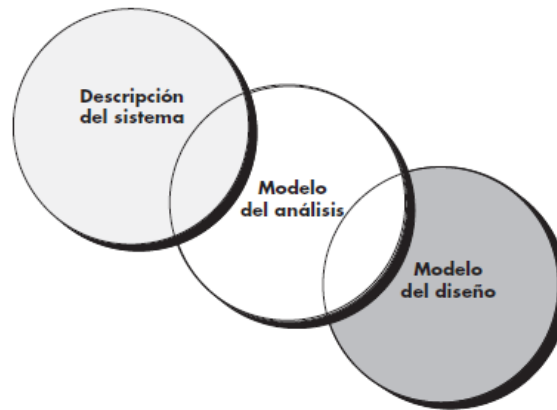 Descripción
del sistema
Modelo
del análisis
Modelo
del diseño